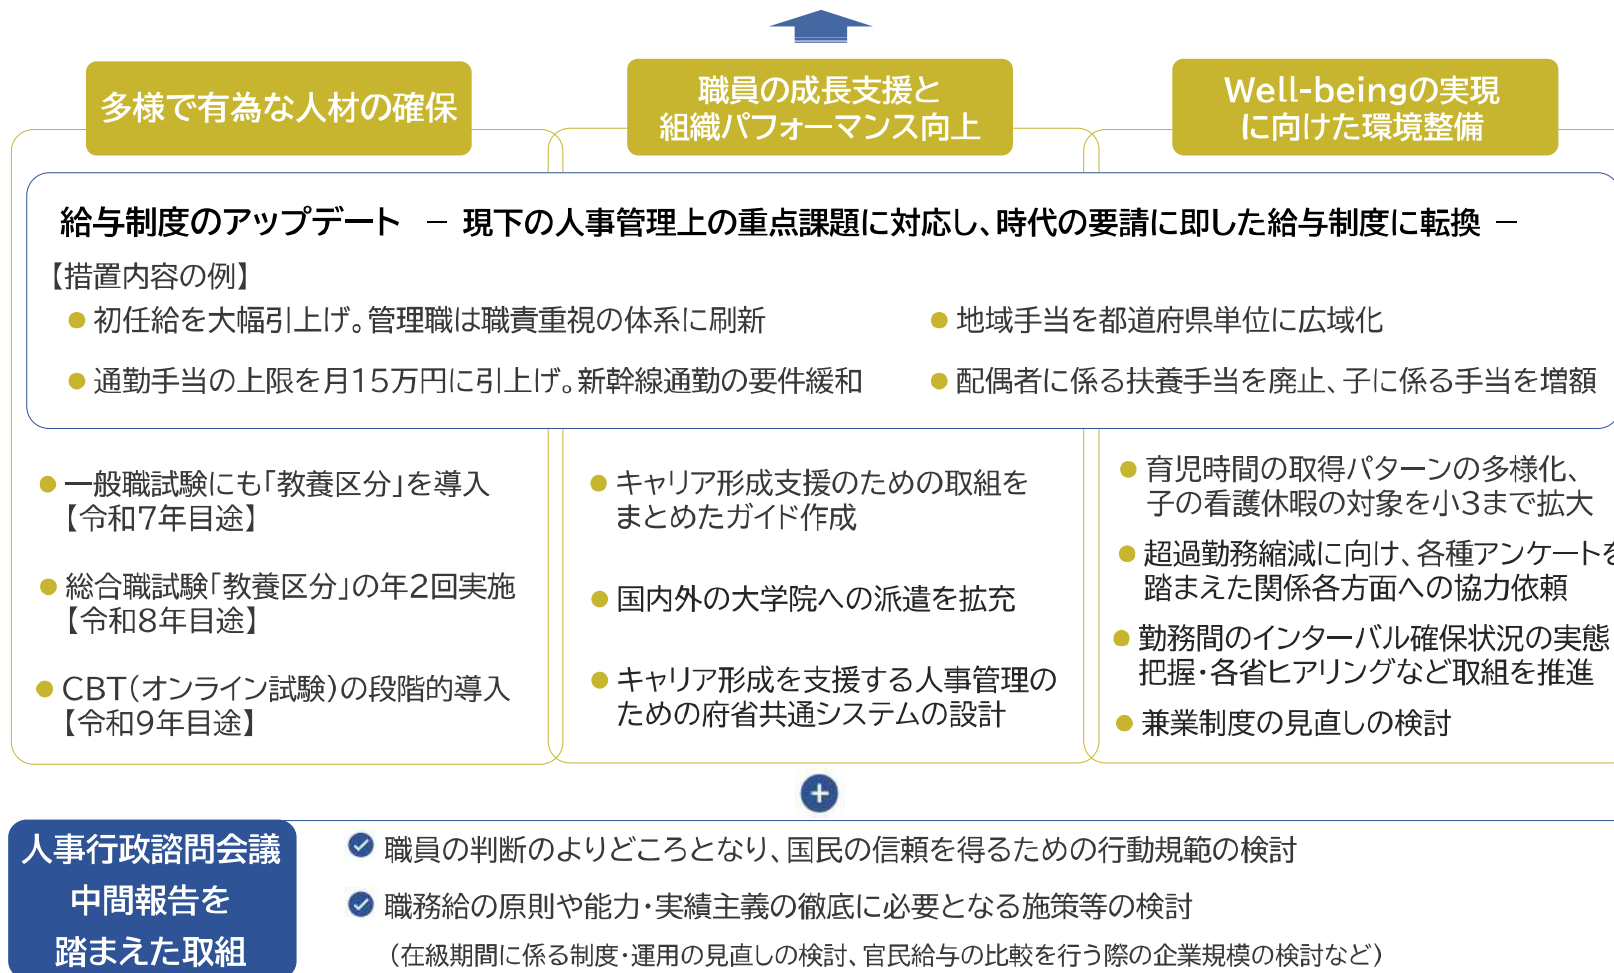 多様で有為な人材の確保
職員の成長支援と
組織パフォーマンス向上
Well-beingの実現
に向けた環境整備
給与制度のアップデート － 現下の人事管理上の重点課題に対応し、時代の要請に即した給与制度に転換 －
【措置内容の例】
● 初任給を大幅引上げ。管理職は職責重視の体系に刷新
● 地域手当を都道府県単位に広域化
● 通勤手当の上限を月15万円に引上げ。新幹線通勤の要件緩和
● 配偶者に係る扶養手当を廃止、子に係る手当を増額
● 一般職試験にも「教養区分」を導入
【令和7年目途】
● 総合職試験「教養区分」の年2回実施
【令和8年目途】
● CBT（オンライン試験）の段階的導入
【令和9年目途】
● キャリア形成支援のための取組を
まとめたガイド作成
● 国内外の大学院への派遣を拡充
● キャリア形成を支援する人事管理の
ための府省共通システムの設計
● 育児時間の取得パターンの多様化、
子の看護休暇の対象を小3まで拡大
● 超過勤務縮減に向け、各種アンケートを
踏まえた関係各方面への協力依頼
● 勤務間のインターバル確保状況の実態
把握・各省ヒアリングなど取組を推進
● 兼業制度の見直しの検討
人事行政諮問会議
中間報告を
踏まえた取組
職員の判断のよりどころとなり、国民の信頼を得るための行動規範の検討
職務給の原則や能力・実績主義の徹底に必要となる施策等の検討
（在級期間に係る制度・運用の見直しの検討、官民給与の比較を行う際の企業規模の検討など）